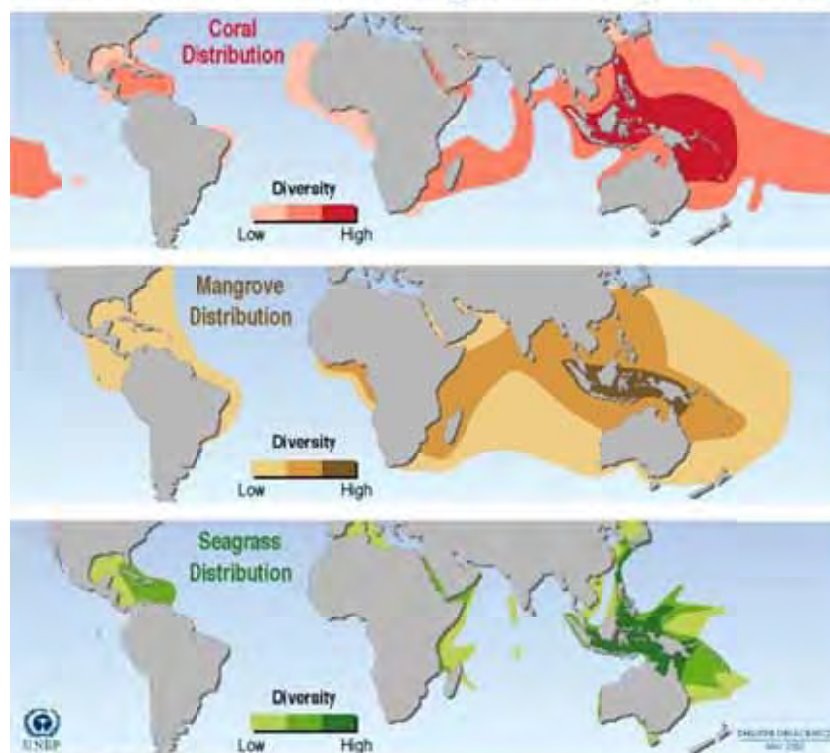 Coral
Distribution
Diversity
Low High
Mangrove
Distribution
Diversity
Low High
Seagrass
Distribution
Diversity
Low High
UNEP